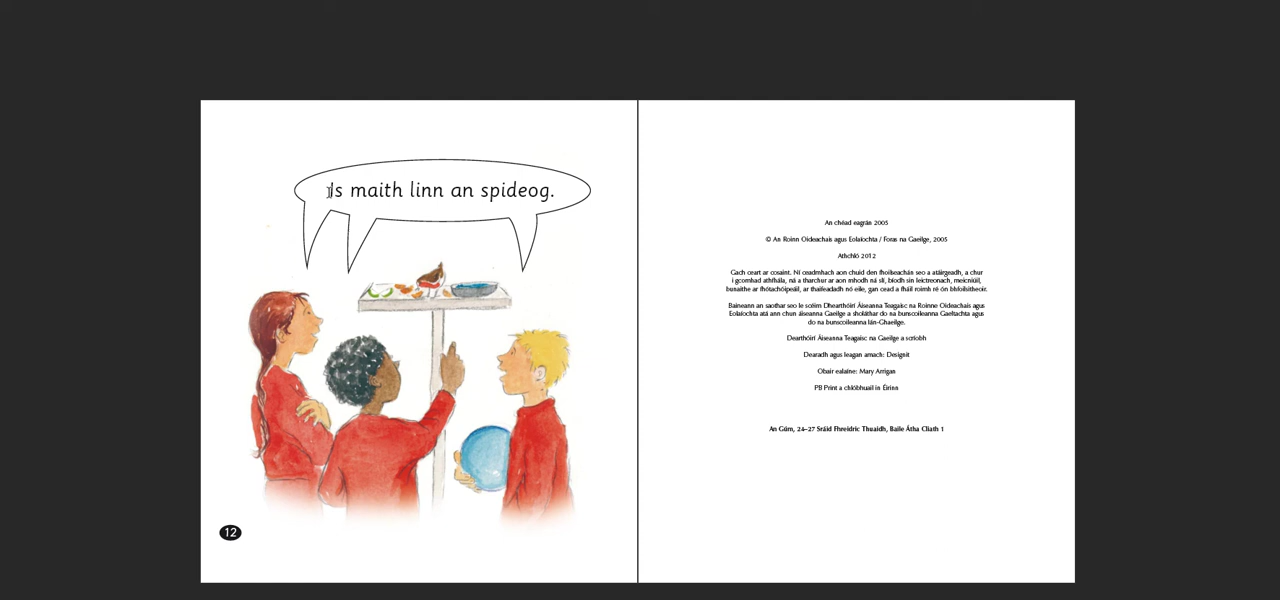 Is maith linn an spideog.
12
An chéad eagrán 2005
© An Roinn Oideachais agus Eolaíochta / Foras na Gaeilge, 2005
Athchló 2012
Gach ceart ar cosaint. Ní ceadmhach aon chuid den fhoilseachán seo a atáirgeadh, a chur
i gcomhad athfhála, ná a tharchur ar aon mhodh ná slí, bíodh sin leictreonach, meicniúil,
bunaithe ar fhótachóipeáil, ar thaifeadadh nó eile, gan cead a fháil roimh ré ón bhfoilsitheoir.
Baineann an saothar seo le scéim Dhearthóirí Áiseanna Teagaisc na Roinne Oideachais agus
Eolaíochta atá ann chun áiseanna Gaeilge a sholáthar do na bunscoileanna Gaeltachta agus
do na bunscoileanna lán-Ghaeilge.
Dearthóirí Áiseanna Teagaisc na Gaeilge a scríobh
Dearadh agus leagan amach: Designit
Obair ealaíne: Mary Arrigan
PB Print a chlóbhuail in Éirinn
An Gúm, 24–27 Sráid Fhreidric Thuaidh, Baile Átha Cliath 1